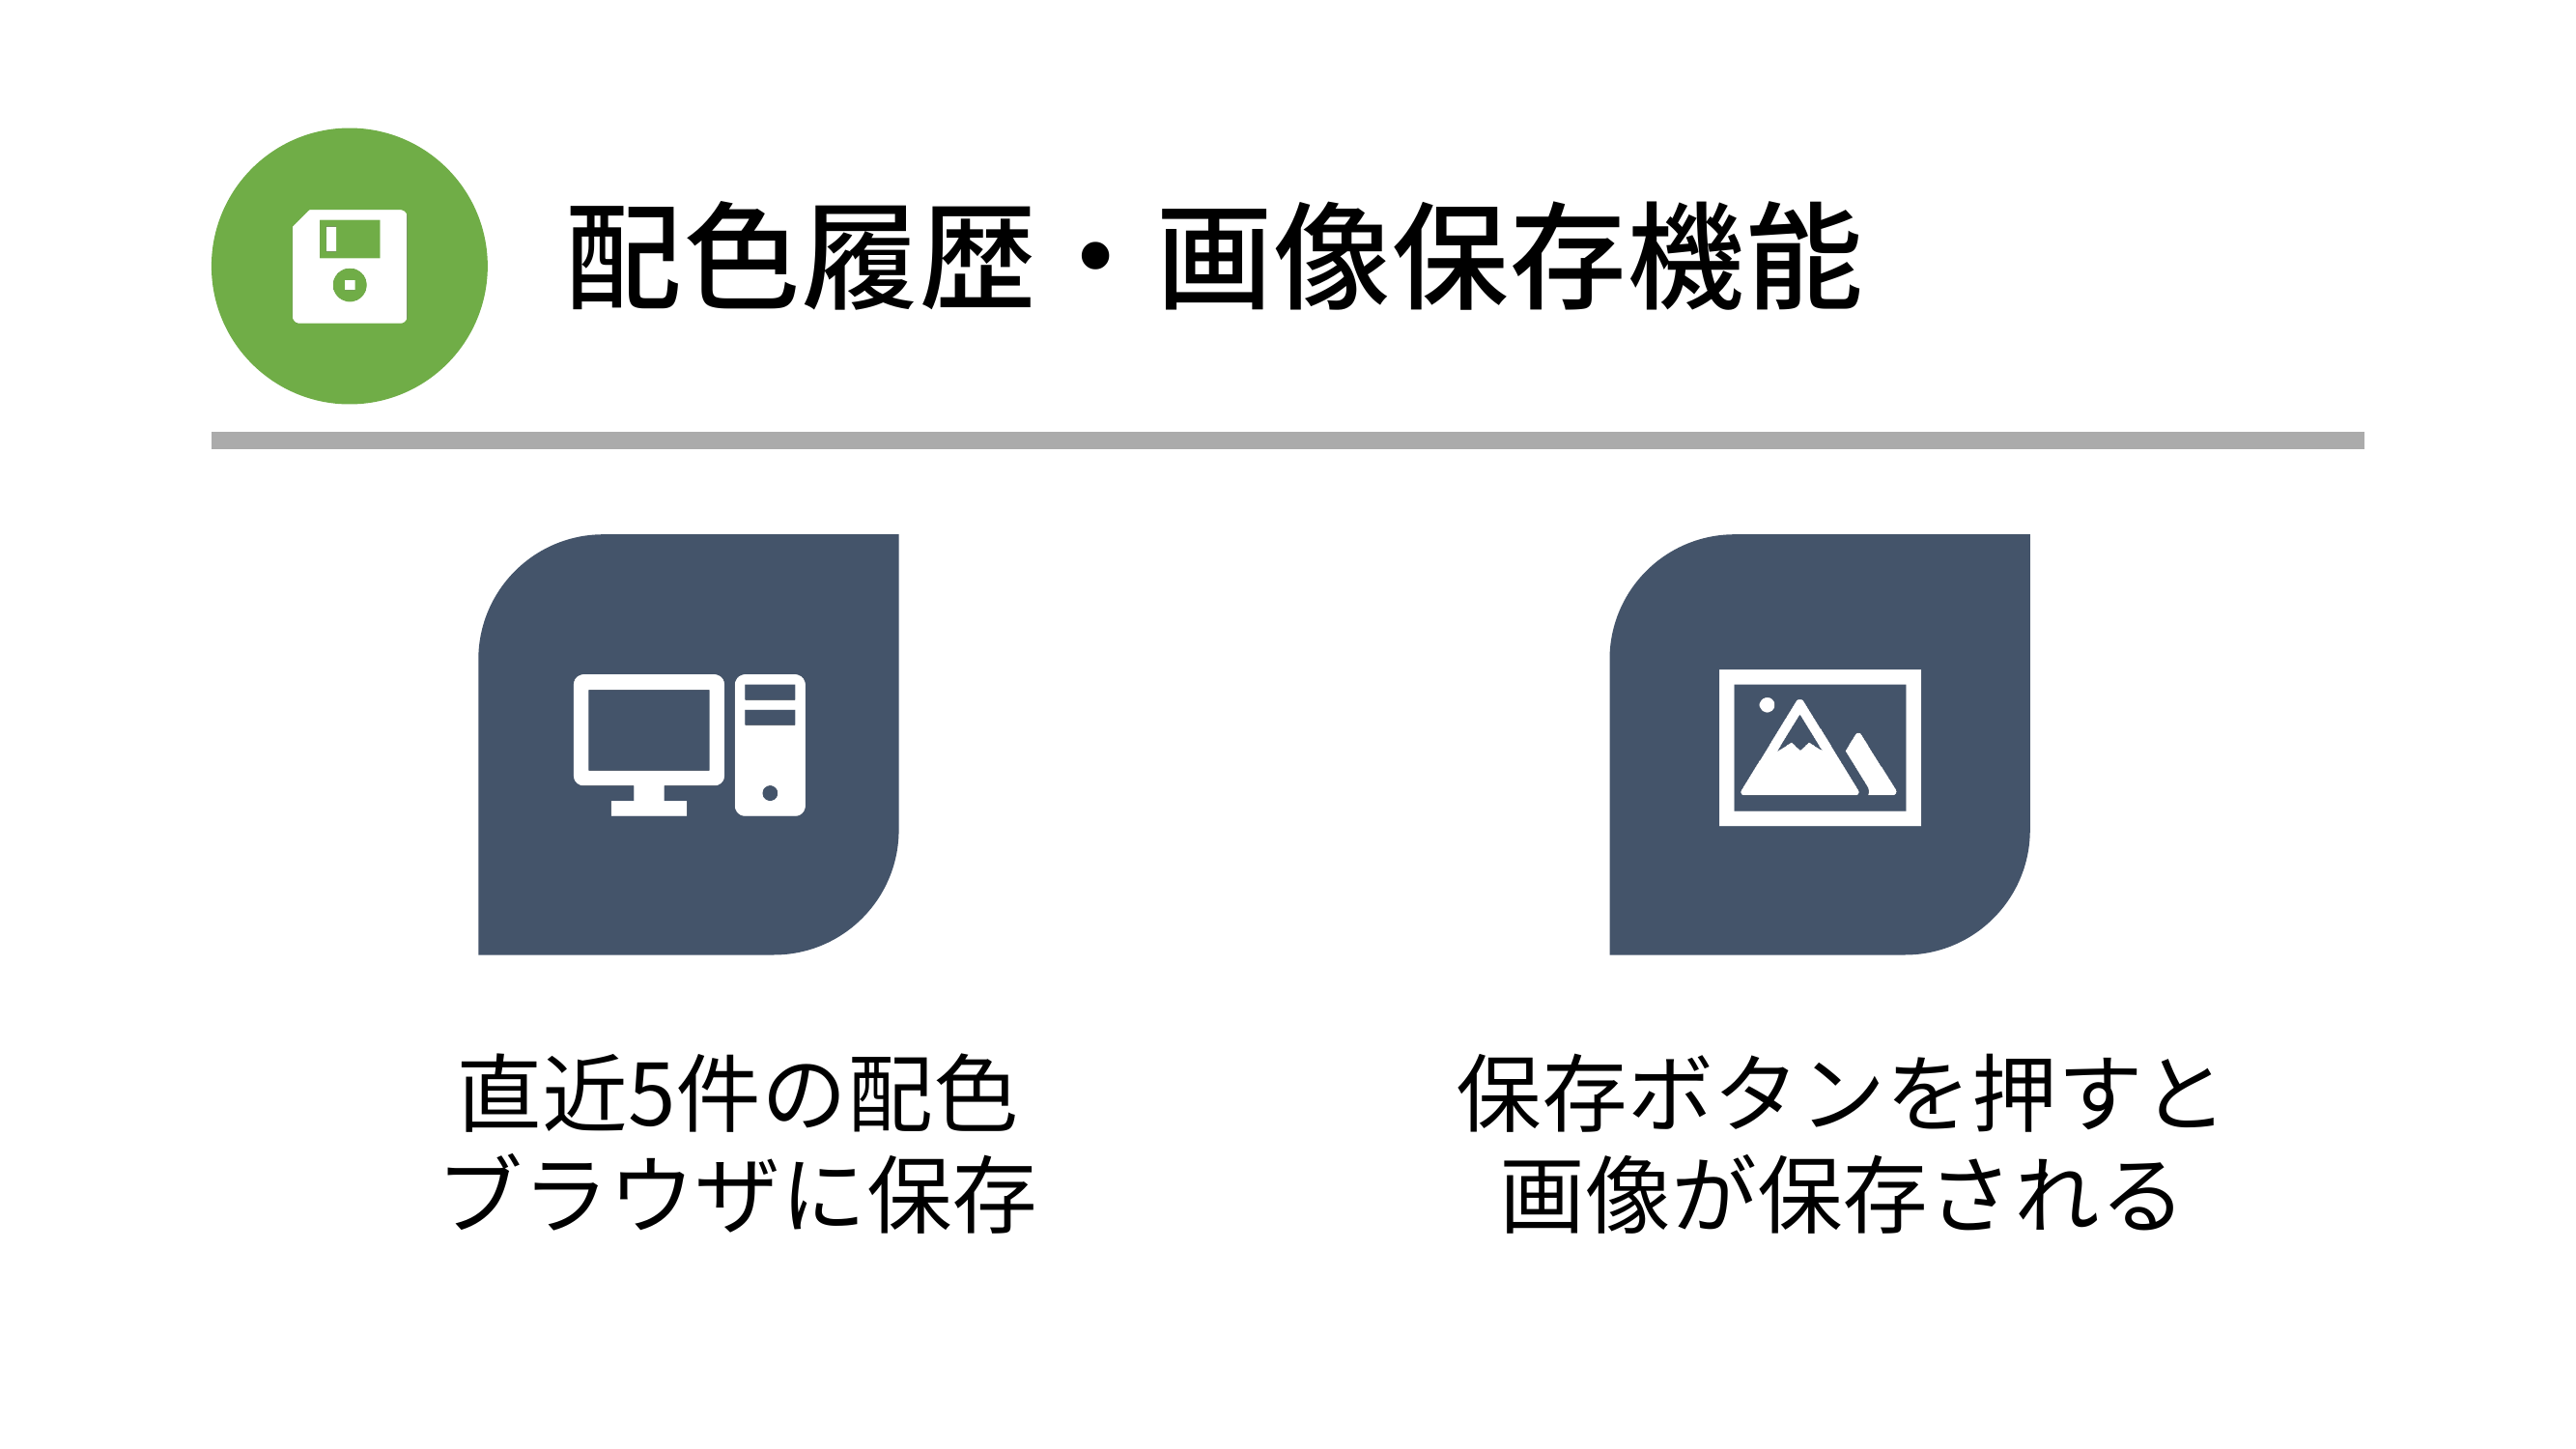 配色履歴・画像保存機能
直近5件の配色
ブラウザに保存
保存ボタンを押すと
画像が保存される